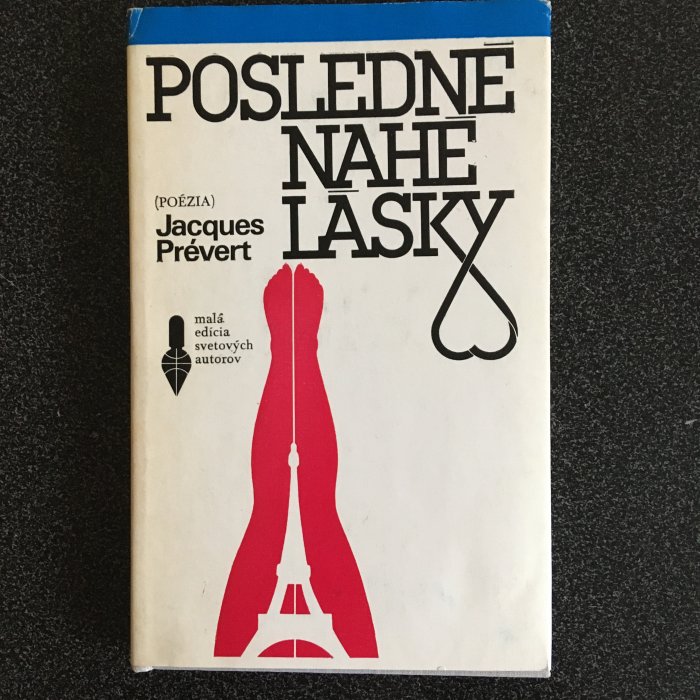 POSLEDNÉ
NAHÉ
LÁSKY
(POÉZIA)
Jacques
Prévert
malá
edícia
svetových
autorov